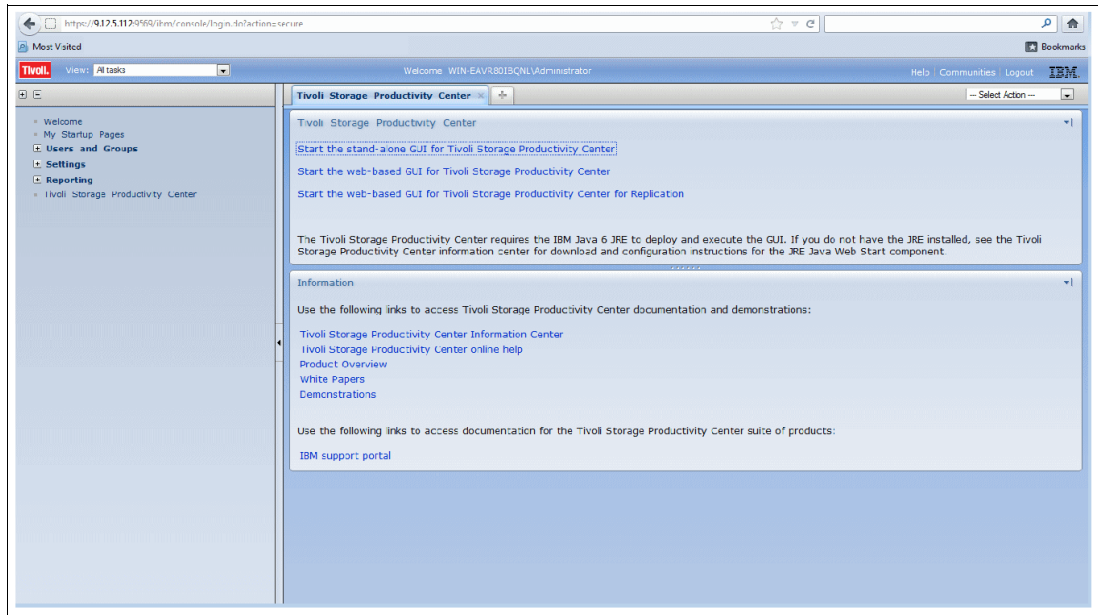 https://9.12.5.112:9569/ibm/console/login.do?action=secure
Most Visited
Bookmarks
Tivoli. View: All tasks Welcome WIN-EAVR80I3QNL\Administrator Help Communities Logout IBM.
Tivoli Storage Productivity Center
--- Select Action ---
Welcome
My Startup Pages
Users and Groups
Settings
Reporting
Tivoli Storage Productivity Center
Tivoli Storage Productivity Center
Start the stand-alone GUI for Tivoli Storage Productivity Center
Start the web-based GUI for Tivoli Storage Productivity Center
Start the web-based GUI for Tivoli Storage Productivity Center for Replication
The Tivoli Storage Productivity Center requires the IBM Java 6 JRE to deploy and execute the GUI. If you do not have the JRE installed, see the Tivoli
Storage Productivity Center information center for download and configuration instructions for the JRE Java Web Start component.
Information
Use the following links to access Tivoli Storage Productivity Center documentation and demonstrations:
Tivoli Storage Productivity Center Information Center
Tivoli Storage Productivity Center online help
Product Overview
White Papers
Demonstrations
Use the following links to access documentation for the Tivoli Storage Productivity Center suite of products:
IBM support portal